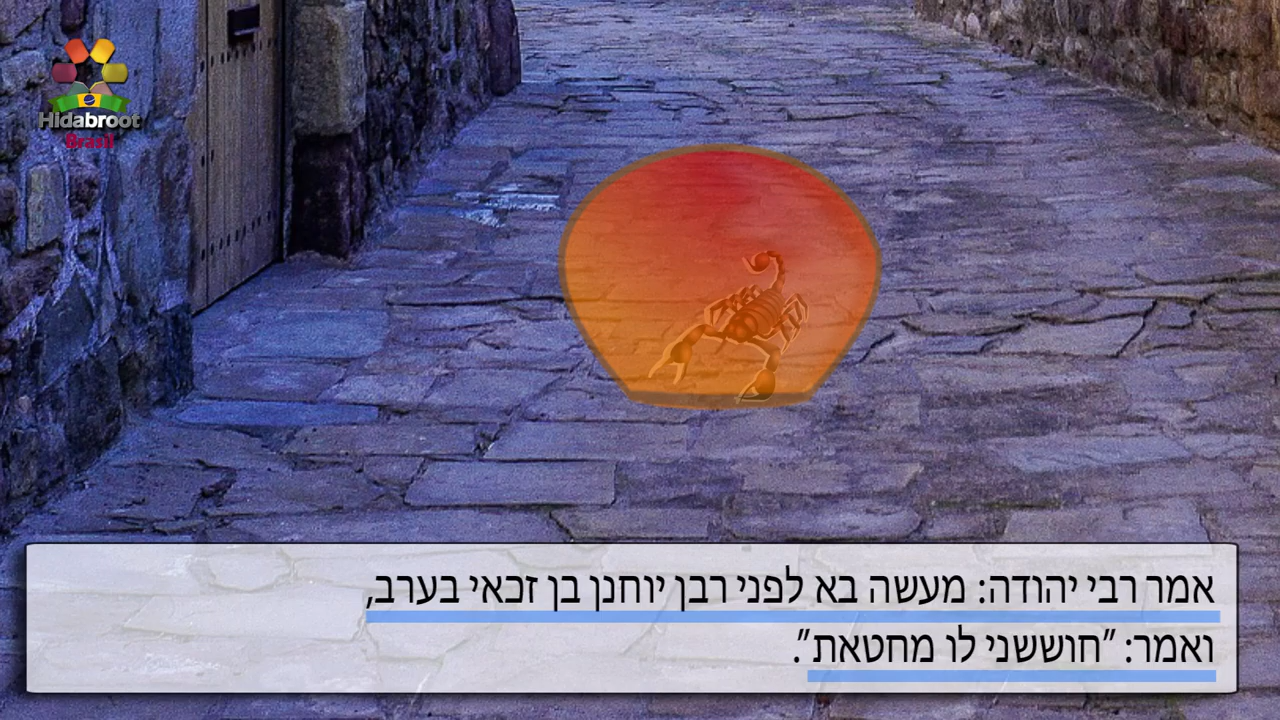 Hidabroot
Brasil
אמר רבי יהודה: מעשה בא לפני רבן יוחנן בן זכאי בערב,
ואמר: "חוששני לו מחטאת".